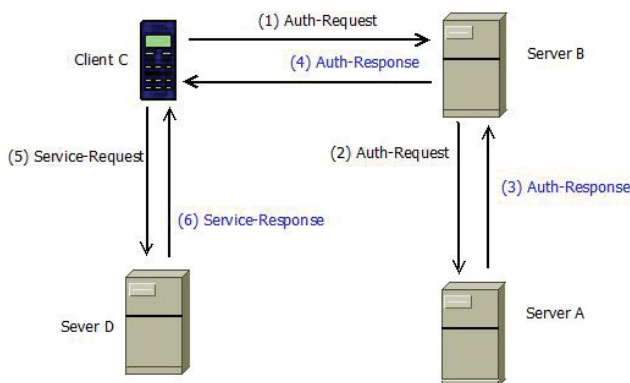 (1) Auth-Request
Client C
(4) Auth-Response
Server B
(5) Service-Request
(2) Auth-Request
(3) Auth-Response
(6) Service-Response
Sever D
Server A